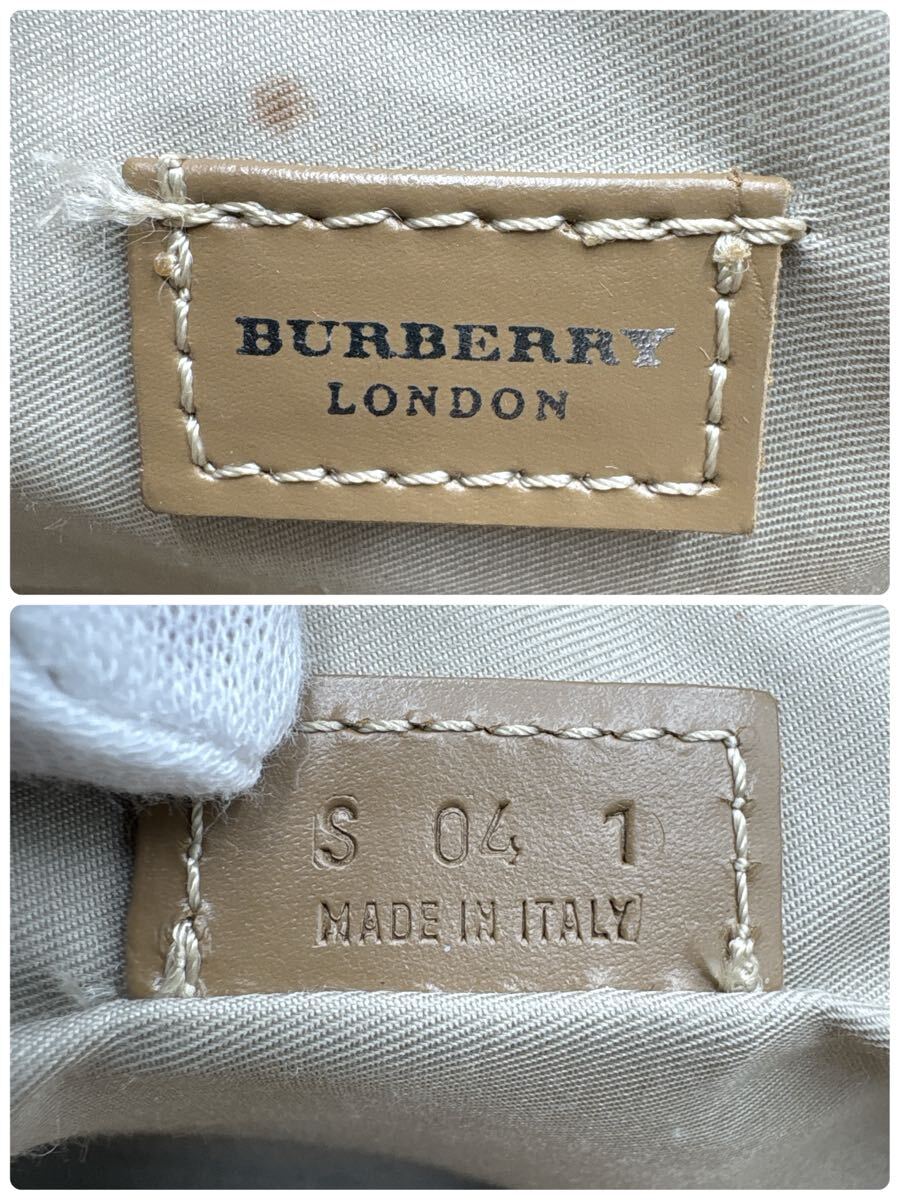 BURBERRY
LONDON
S 04 1
MADE IN ITALY